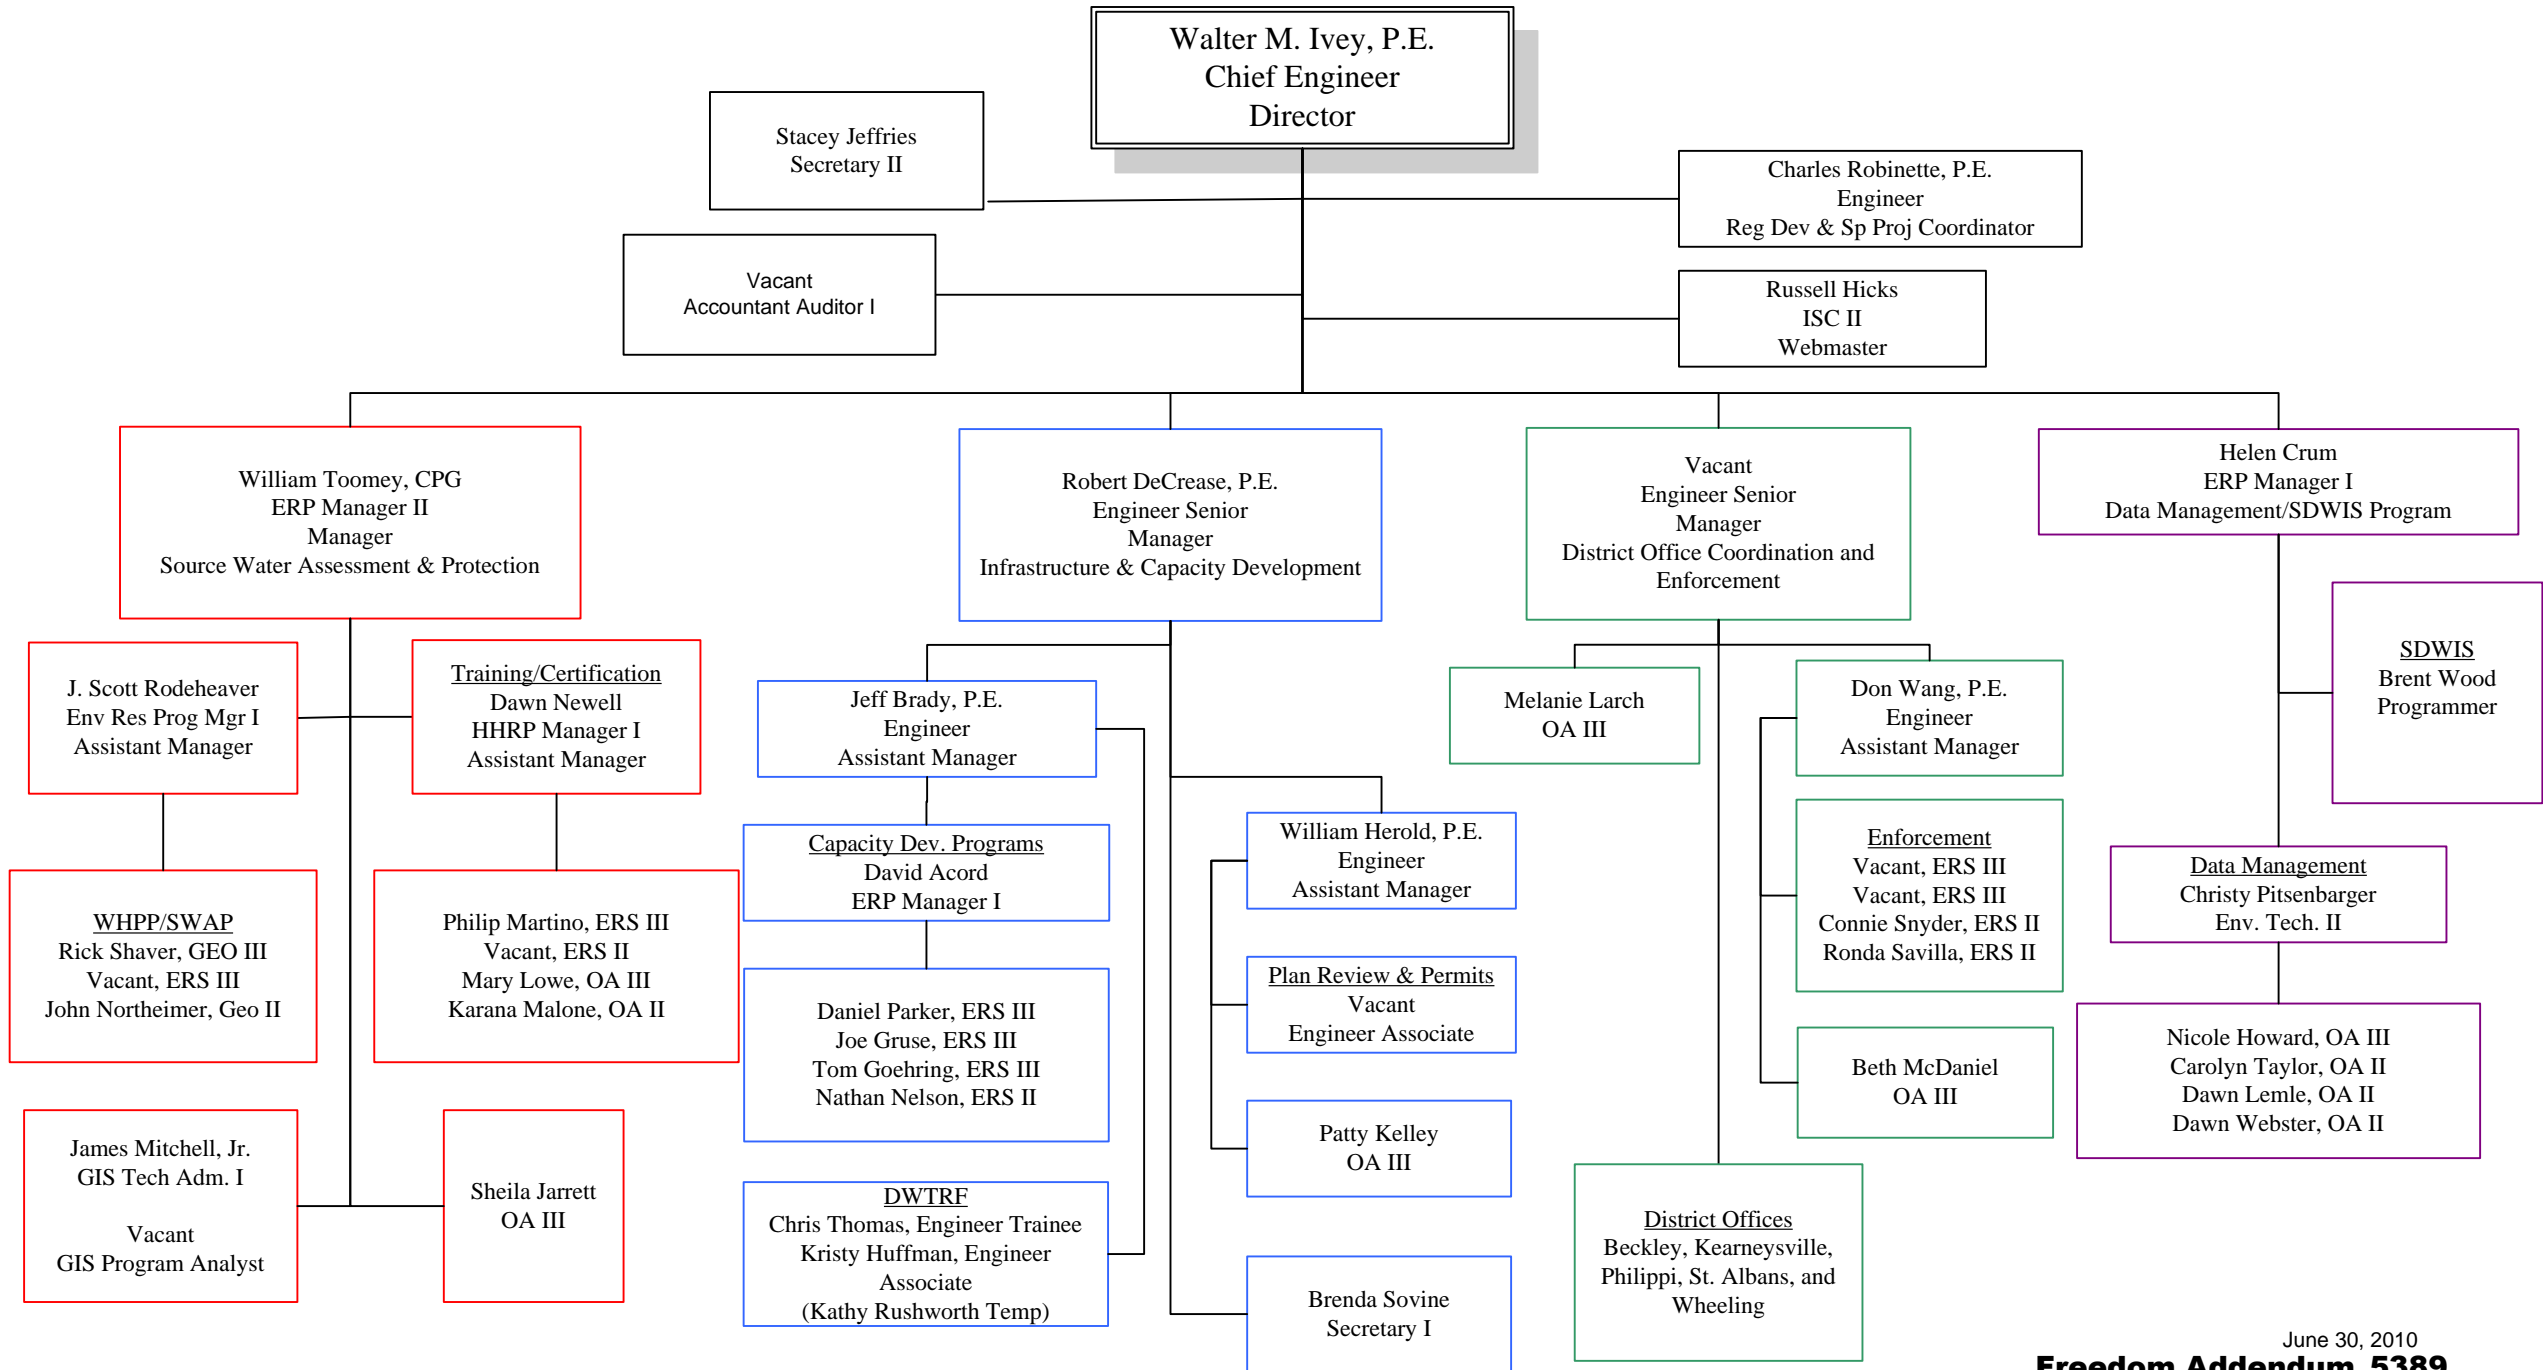 Walter M. Ivey, P.E.
Chief Engineer
Director
Stacey Jeffries
Secretary II
Charles Robinette, P.E.
Engineer
Reg Dev & Sp Proj Coordinator
Vacant
Accountant Auditor I
Russell Hicks
ISC II
Webmaster
William Toomey, CPG
ERP Manager II
Manager
Source Water Assessment & Protection
Robert DeCrease, P.E.
Engineer Senior
Manager
Infrastructure & Capacity Development
Vacant
Engineer Senior
Manager
District Office Coordination and
Enforcement
Helen Crum
ERP Manager I
Data Management/SDWIS Program
J. Scott Rodeheaver
Env Res Prog Mgr I
Assistant Manager
Training/Certification
Dawn Newell
HHRP Manager I
Assistant Manager
Jeff Brady, P.E.
Engineer
Assistant Manager
Melanie Larch
OA III
Don Wang, P.E.
Engineer
Assistant Manager
SDWIS
Brent Wood
Programmer
Capacity Dev. Programs
David Acord
ERP Manager I
William Herold, P.E.
Engineer
Assistant Manager
Enforcement
Vacant, ERS III
Vacant, ERS III
Connie Snyder, ERS II
Ronda Savilla, ERS II
Data Management
Christy Pitsenbarger
Env. Tech. II
WHPP/SWAP
Rick Shaver, GEO III
Vacant, ERS III
John Northeimer, Geo II
Philip Martino, ERS III
Vacant, ERS II
Mary Lowe, OA III
Karana Malone, OA II
Daniel Parker, ERS III
Joe Gruse, ERS III
Tom Goehring, ERS III
Nathan Nelson, ERS II
Plan Review & Permits
Vacant
Engineer Associate
Beth McDaniel
OA III
Nicole Howard, OA III
Carolyn Taylor, OA II
Dawn Lemle, OA II
Dawn Webster, OA II
James Mitchell, Jr.
GIS Tech Adm. I
Vacant
GIS Program Analyst
Sheila Jarrett
OA III
DWTRF
Chris Thomas, Engineer Trainee
Kristy Huffman, Engineer
Associate
(Kathy Rushworth Temp)
Patty Kelley
OA III
Brenda Sovine
Secretary I
District Offices
Beckley, Kearneysville,
Philippi, St. Albans, and
Wheeling
June 30, 2010
Freedom Addendum_5389